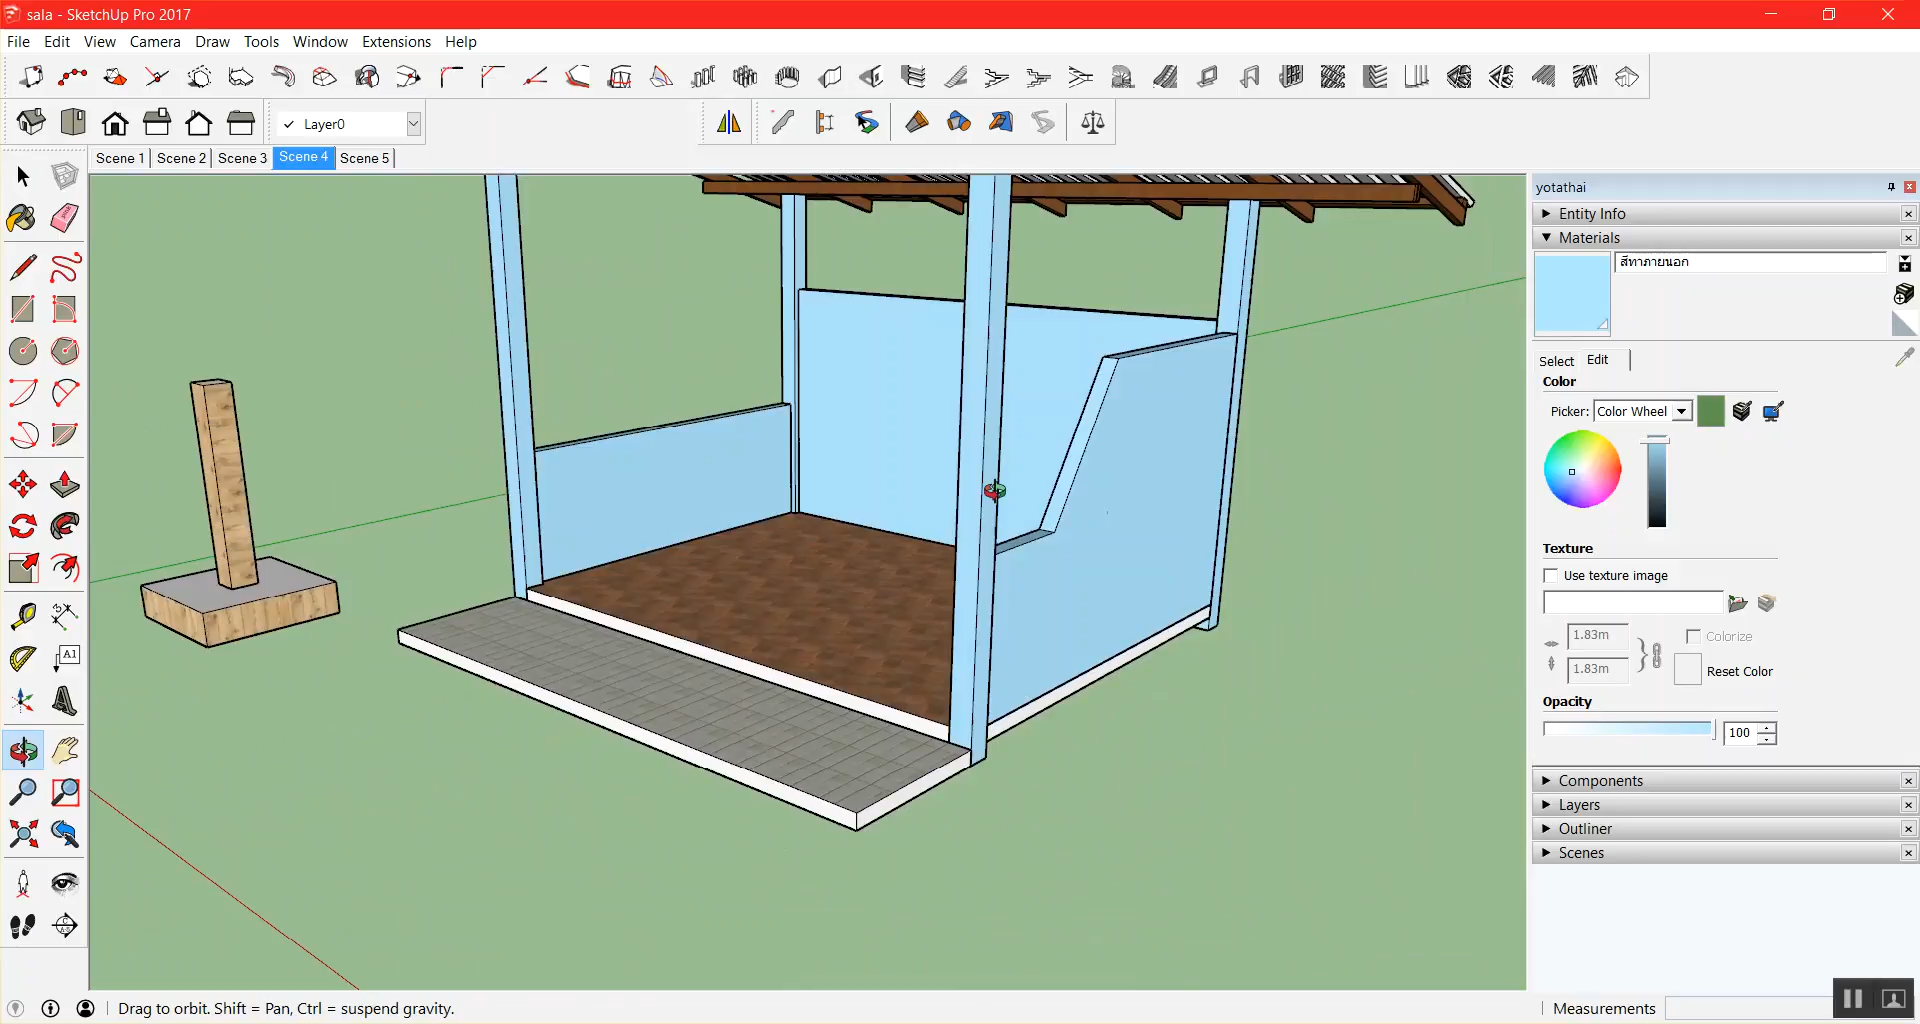 sala - SketchUp Pro 2017
File Edit View Camera Draw Tools Window Extensions Help
Layer0
Scene 1 Scene 2 Scene 3 Scene 4 Scene 5
yotathai
Entity Info
Materials
สีทาภายนอก
Select Edit
Color
Picker: Color Wheel
Texture
Use texture image
1.83m
Colorize
1.83m
Reset Color
Opacity
100
Components
Layers
Outliner
Scenes
A1
Drag to orbit. Shift = Pan, Ctrl = suspend gravity.
Measurements